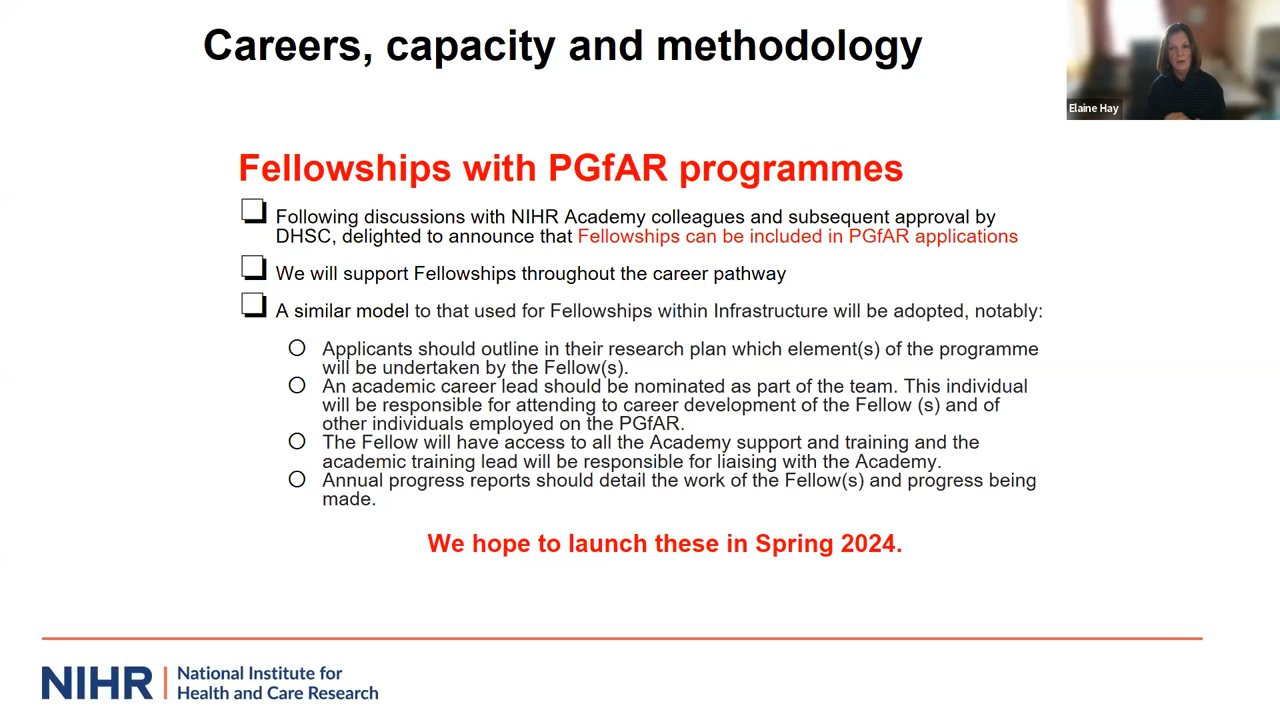 Careers, capacity and methodology
Elaine Hay
Fellowships with PGfAR programmes
Following discussions with NIHR Academy colleagues and subsequent approval by
DHSC, delighted to announce that Fellowships can be included in PGfAR applications
We will support Fellowships throughout the career pathway
A similar model to that used for Fellowships within Infrastructure will be adopted, notably:
Applicants should outline in their research plan which element(s) of the programme
will be undertaken by the Fellow(s).
An academic career lead should be nominated as part of the team. This individual
will be responsible for attending to career development of the Fellow (s) and of
other individuals employed on the PGfAR.
The Fellow will have access to all the Academy support and training and the
academic training lead will be responsible for liaising with the Academy.
Annual progress reports should detail the work of the Fellow(s) and progress being
made.
We hope to launch these in Spring 2024.
NIHR | National Institute for
Health and Care Research